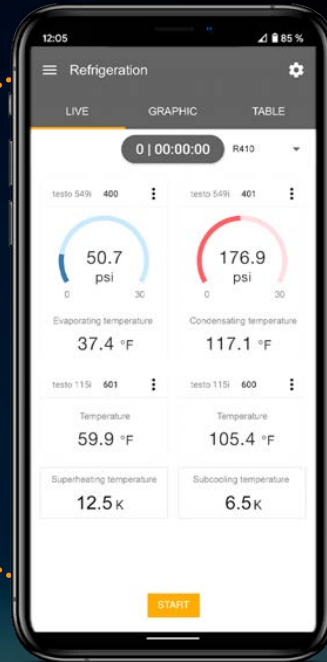 12:05 85 %
Refrigeration
LIVE GRAPHIC TABLE
0 | 00:00:00 R410
testo 549i 400 testo 549i 401
50.7 176.9
psi psi
0 30 0 30
Evaporating temperature Condensating temperature
37.4 °F 117.1 °F
testo 115i 601 testo 115i 600
Temperature Temperature
59.9 °F 105.4 °F
Superheating temperature Subcooling temperature
12.5 K 6.5 K
START